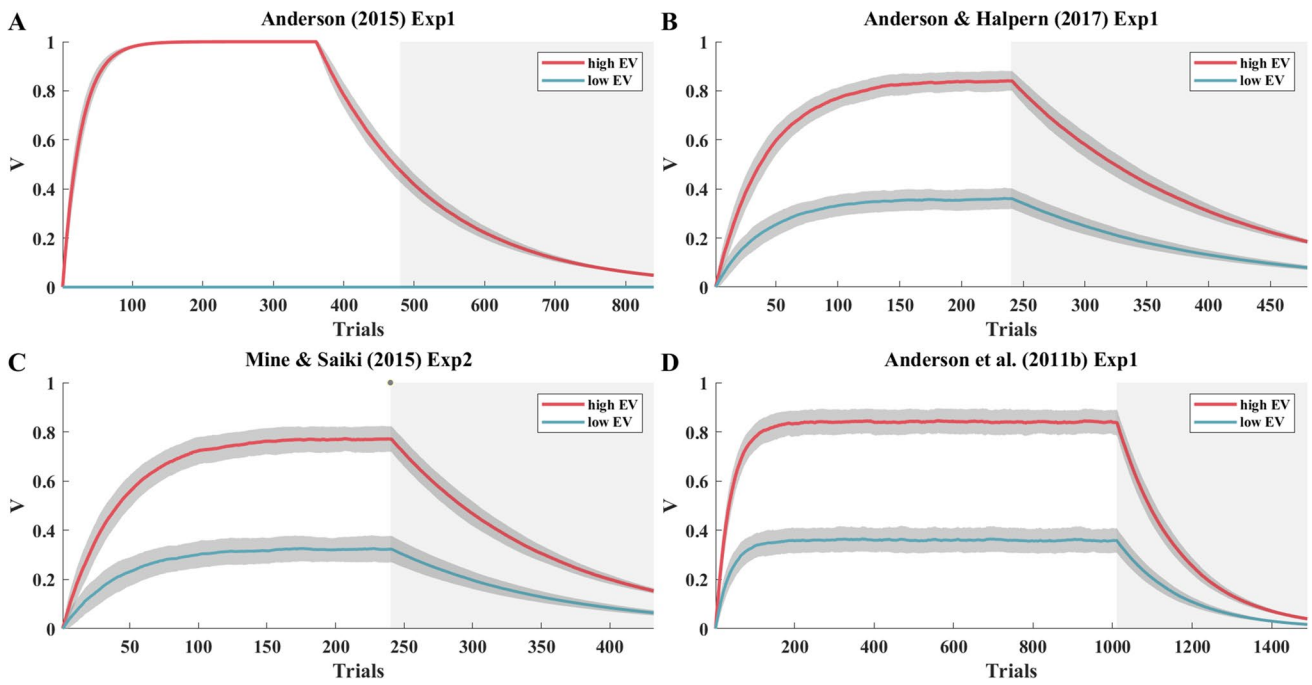 A
Anderson (2015) Exp1
V
1
0.8
0.6
0.4
0.2
0
high EV
low EV
100 200 300 400 500 600 700 800
Trials
B
Anderson & Halpern (2017) Exp1
V
1
0.8
0.6
0.4
0.2
0
high EV
low EV
50 100 150 200 250 300 350 400 450
Trials
C
Mine & Saiki (2015) Exp2
V
1
0.8
0.6
0.4
0.2
0
high EV
low EV
50 100 150 200 250 300 350 400
Trials
D
Anderson et al. (2011b) Exp1
V
1
0.8
0.6
0.4
0.2
0
high EV
low EV
200 400 600 800 1000 1200 1400
Trials